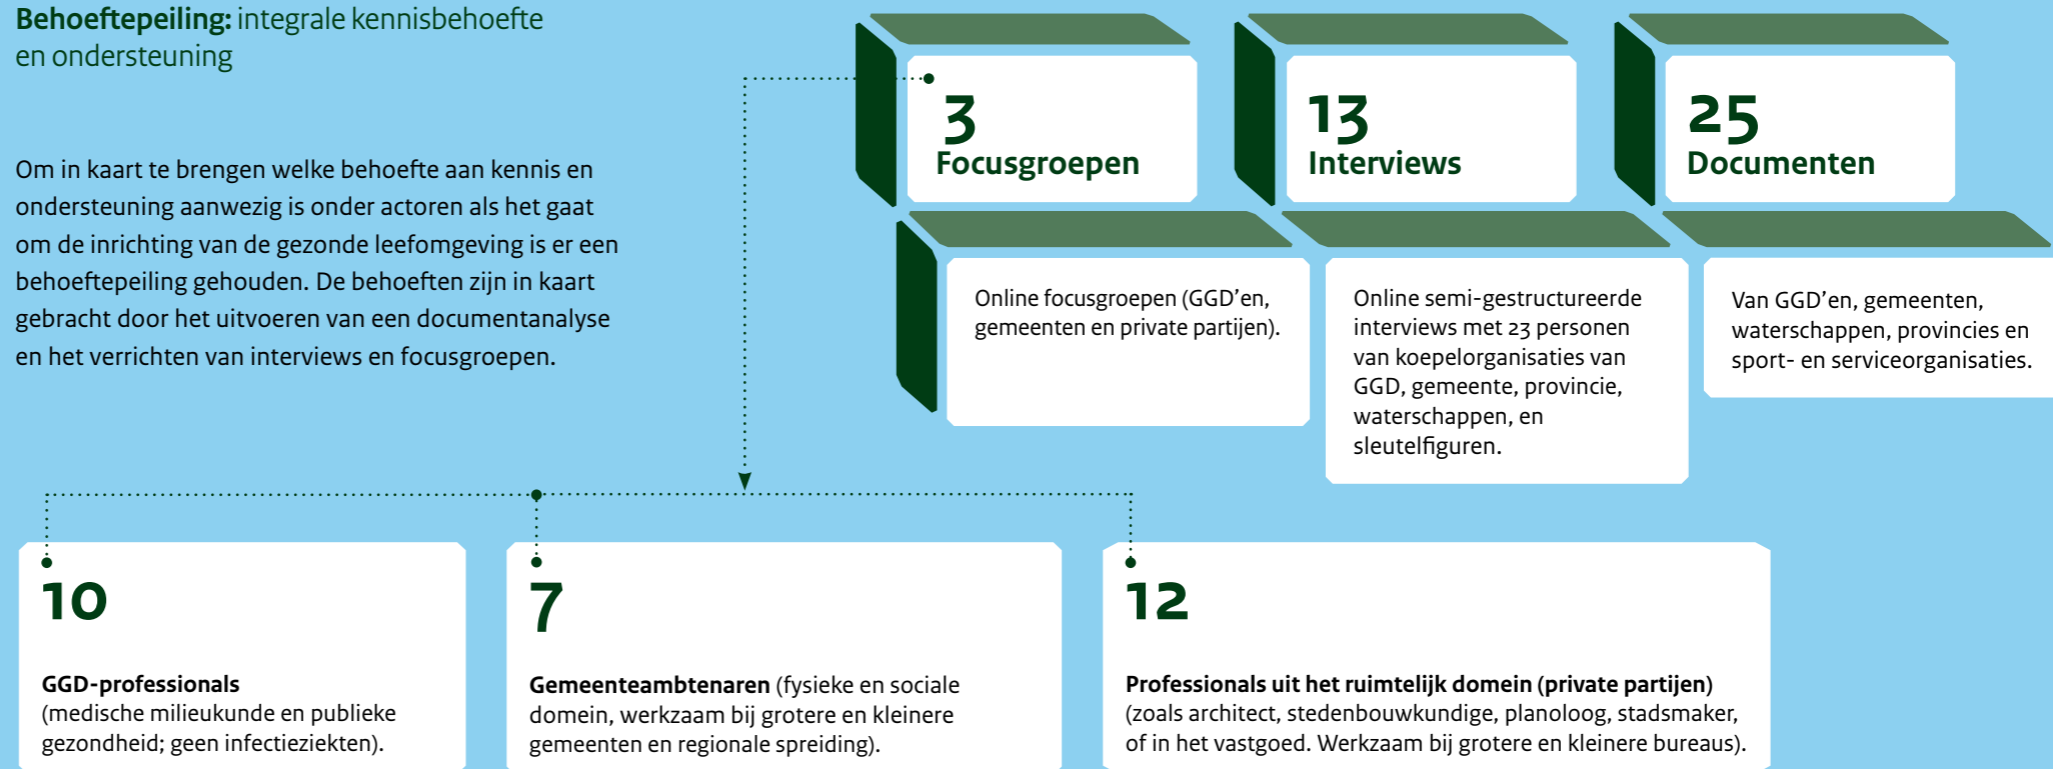 Behoeftepeiling: integrale kennisbehoefte
en ondersteuning
Om in kaart te brengen welke behoefte aan kennis en
ondersteuning aanwezig is onder actoren als het gaat
om de inrichting van de gezonde leefomgeving is er een
behoeftepeiling gehouden. De behoeften zijn in kaart
gebracht door het uitvoeren van een documentanalyse
en het verrichten van interviews en focusgroepen.
3
Focusgroepen
Online focusgroepen (GGD’en,
gemeenten en private partijen).
13
Interviews
Online semi-gestructureerde
interviews met 23 personen
van koepelorganisaties van
GGD, gemeente, provincie,
waterschappen, en
sleutelfiguren.
25
Documenten
Van GGD’en, gemeenten,
waterschappen, provincies en
sport- en serviceorganisaties.
10
GGD-professionals
(medische milieukunde en publieke
gezondheid; geen infectieziekten).
7
Gemeenteambtenaren (fysieke en sociale
domein, werkzaam bij grotere en kleinere
gemeenten en regionale spreiding).
12
Professionals uit het ruimtelijk domein (private partijen)
(zoals architect, stedenbouwkundige, planoloog, stadsmaker,
of in het vastgoed. Werkzaam bij grotere en kleinere bureaus).